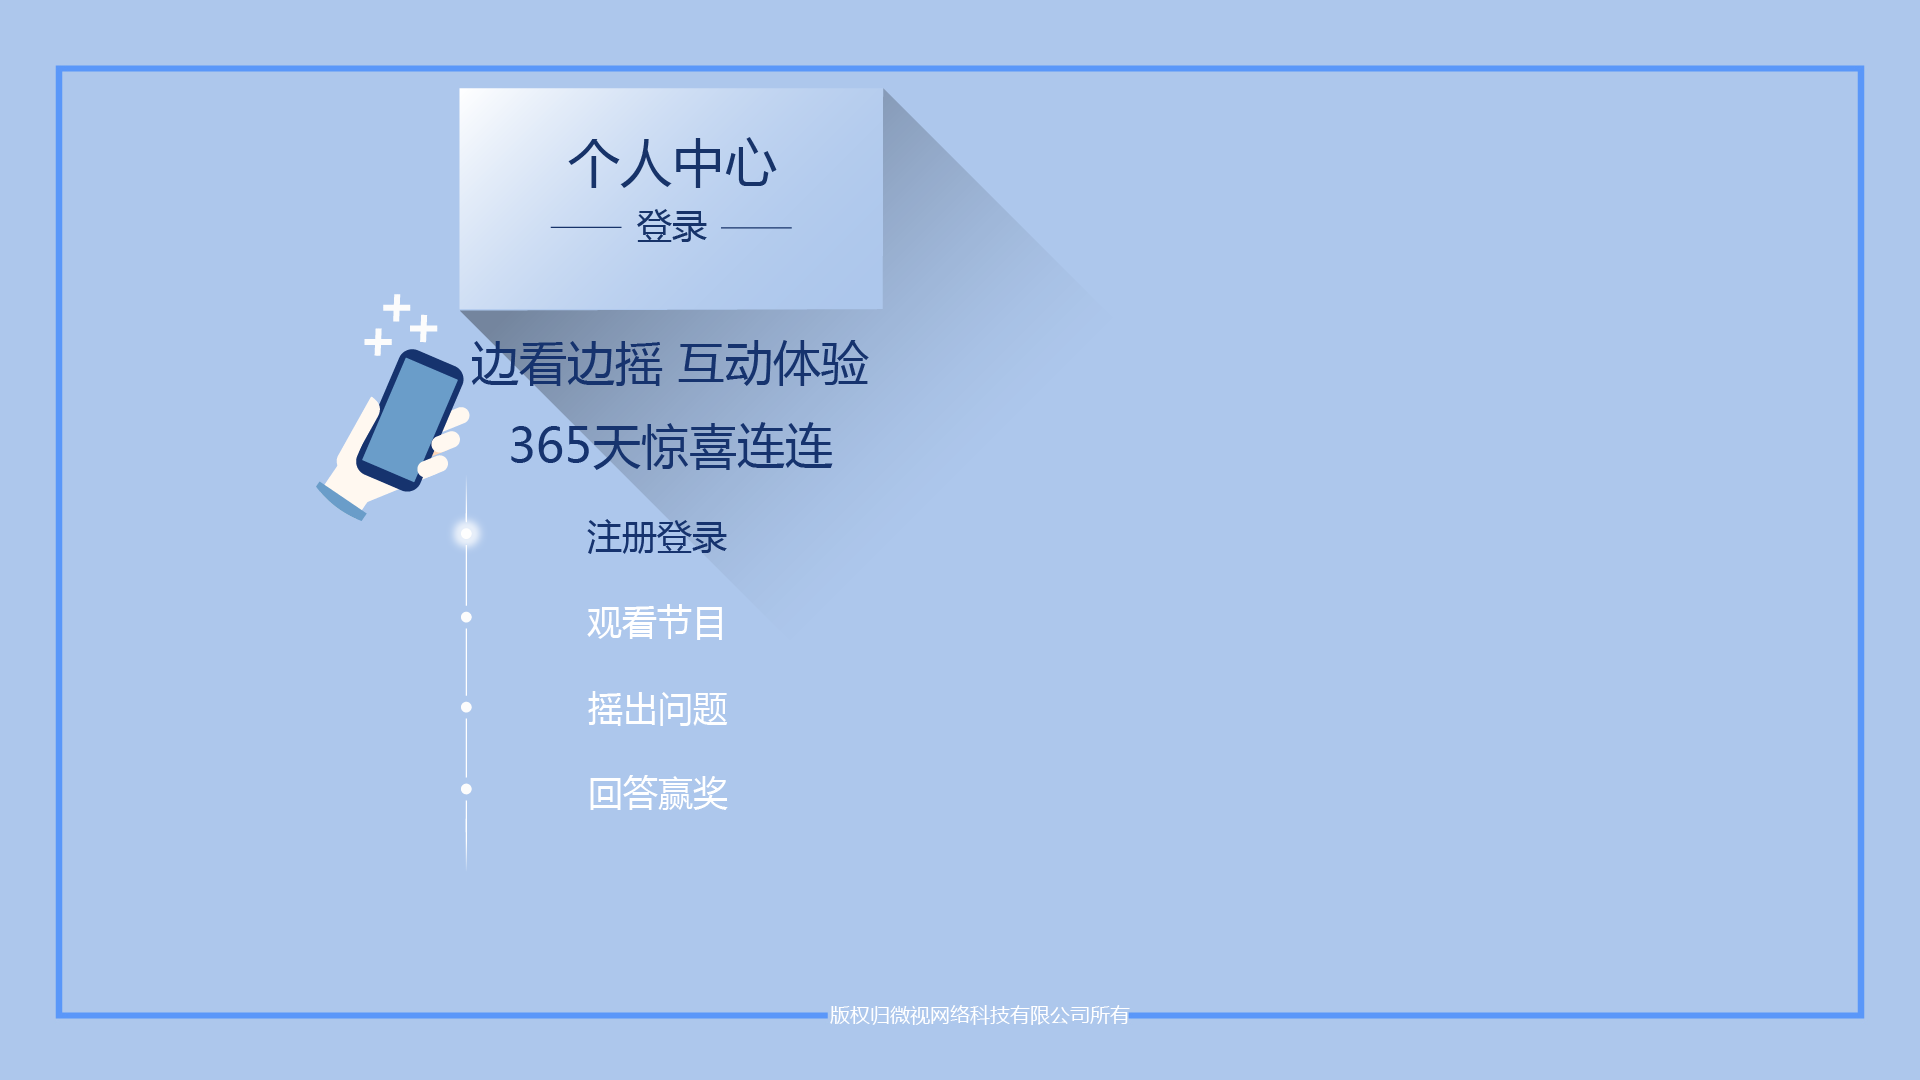 个人中心
登录
边看边摇 互动体验
365天惊喜连连
注册登录
观看节目
摇出问题
回答赢奖
版权归微视网络科技有限公司所有